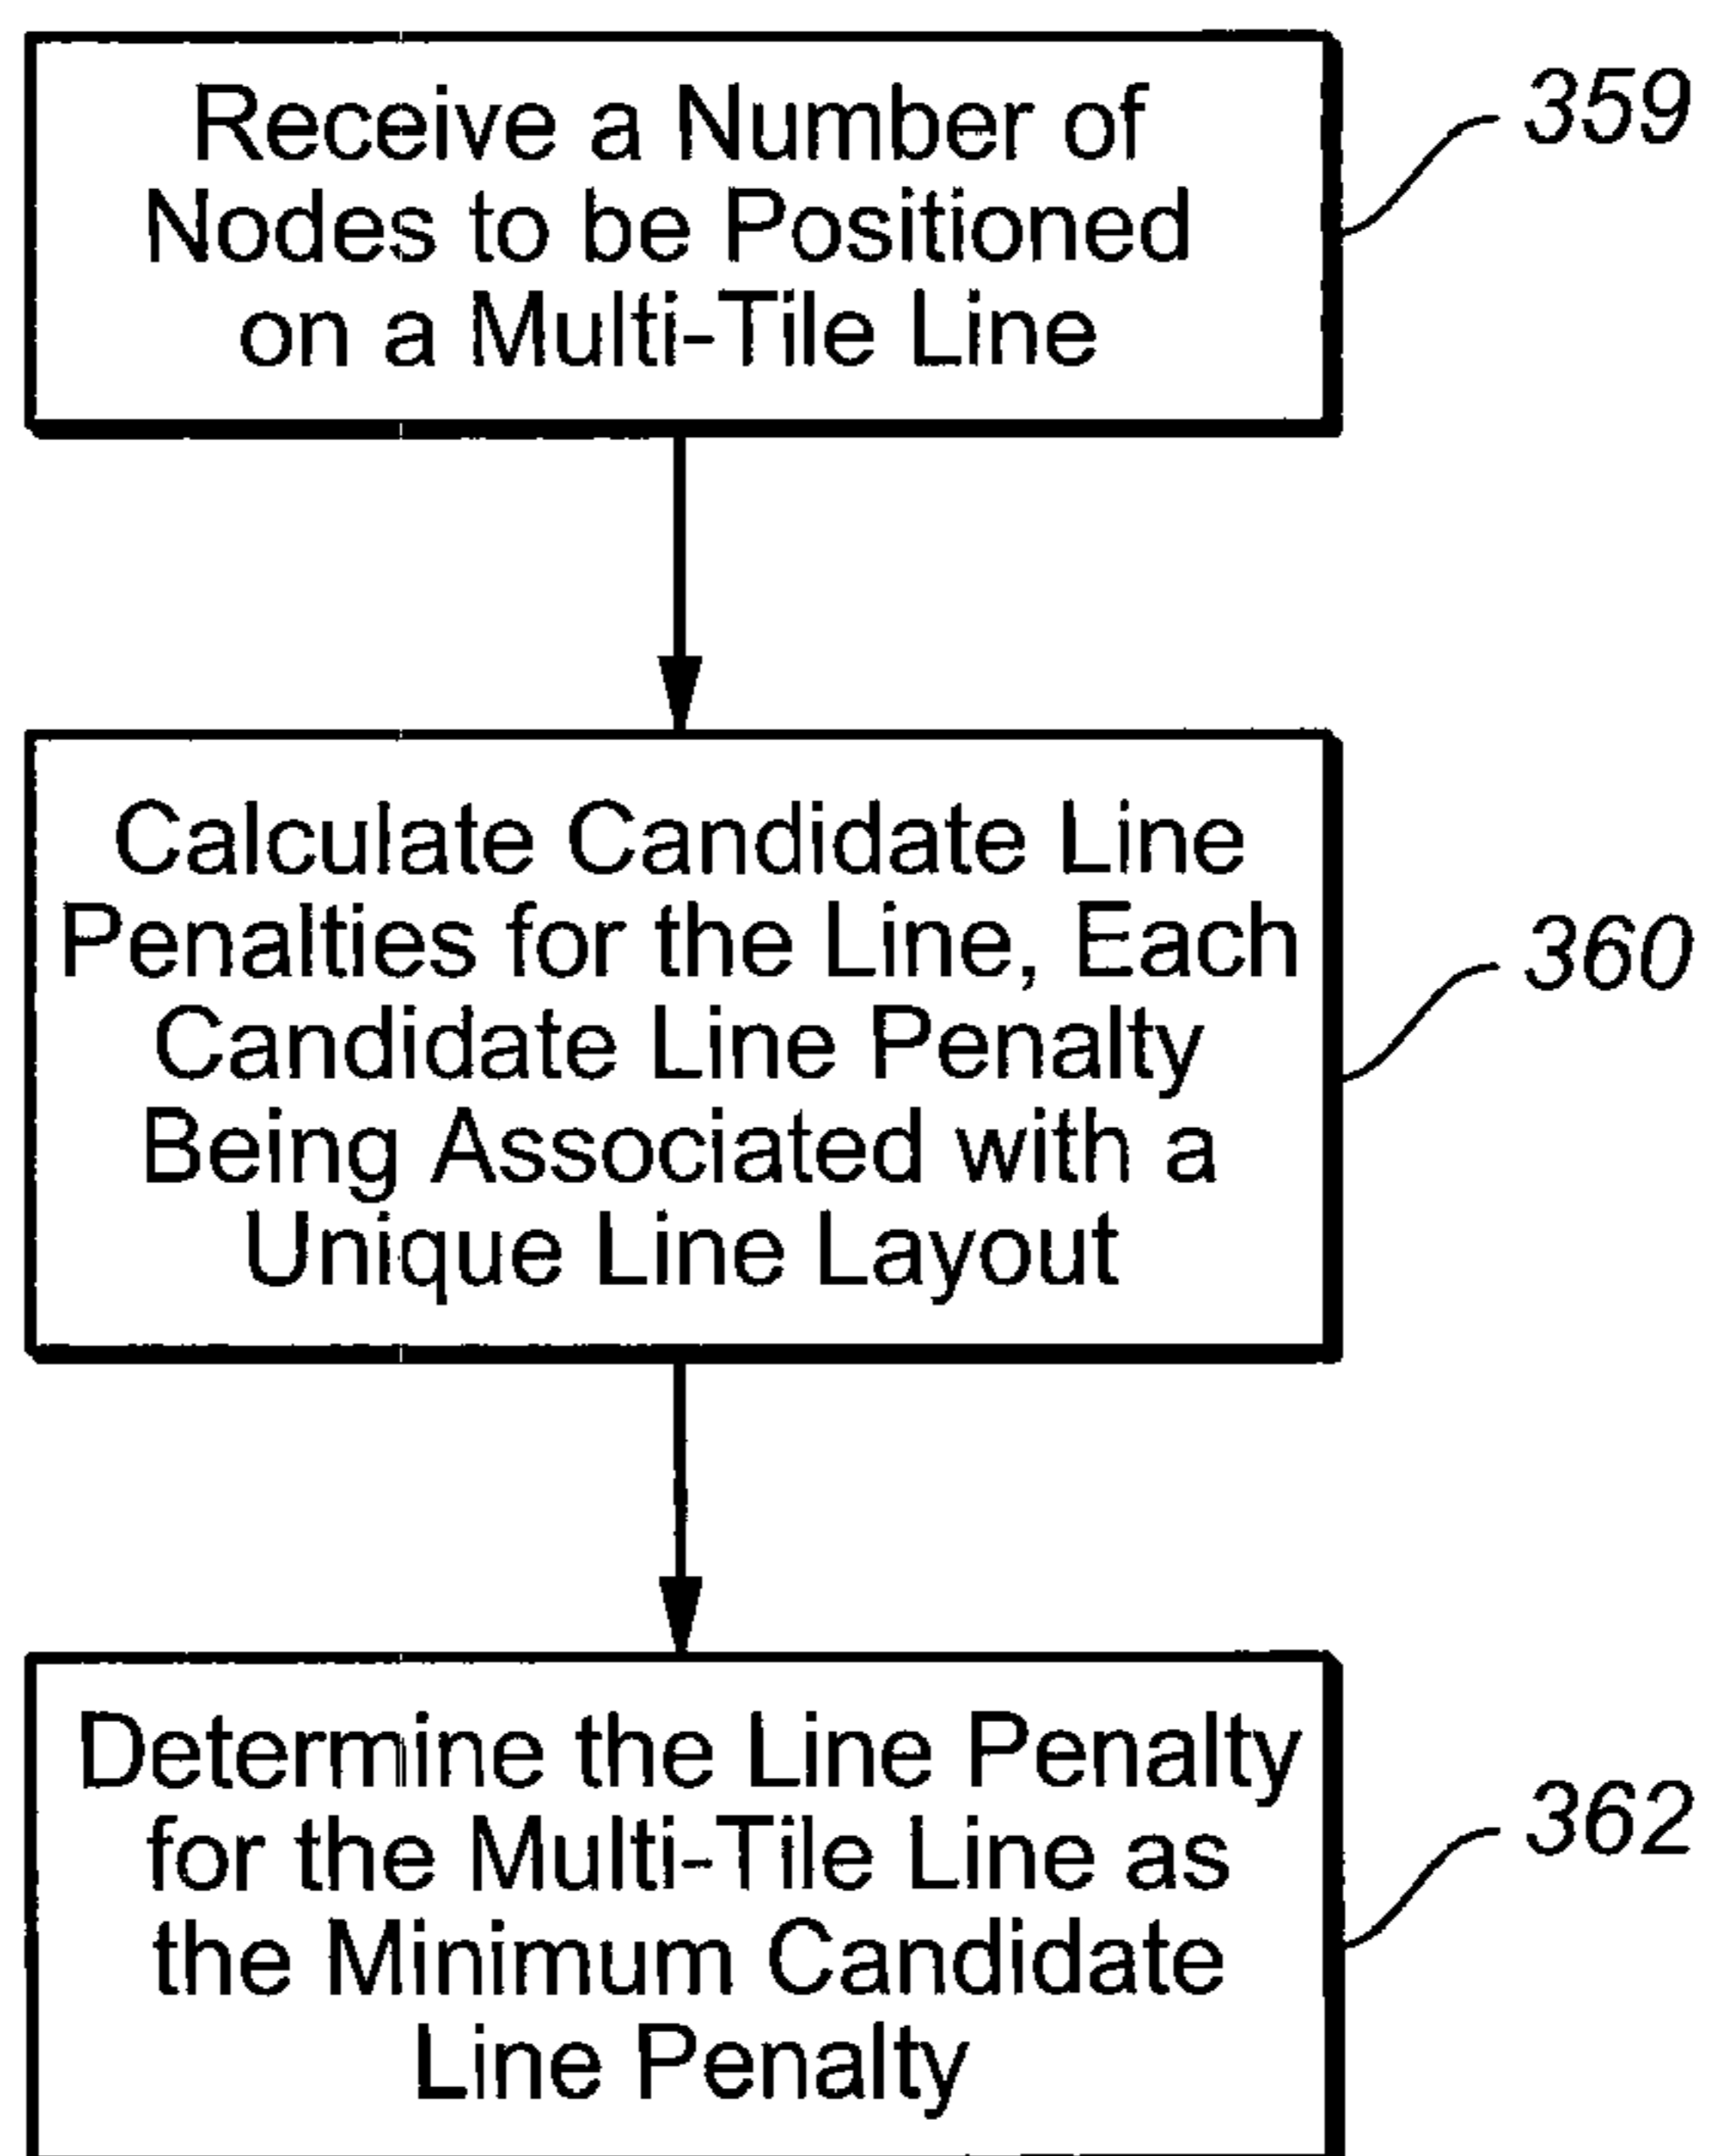 Receive a Number of
Nodes to be Positioned
on a Multi-Tile Line
359
Calculate Candidate Line
Penalties for the Line, Each
Candidate Line Penalty
Being Associated with a
Unique Line Layout
360
Determine the Line Penalty
for the Multi-Tile Line as
the Minimum Candidate
Line Penalty
362